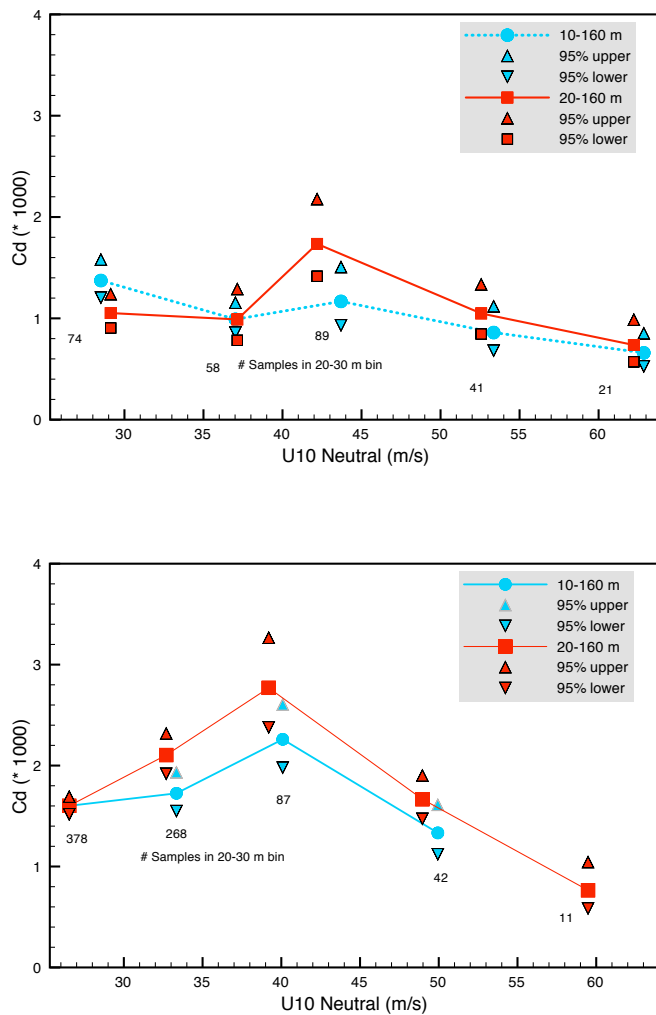 4
10-160 m
95% upper
95% lower
3
20-160 m
95% upper
95% lower
Cd (* 1000)
2
1
74
89
58
# Samples in 20-30 m bin
41
21
0
30 35 40 45 50 55 60
U10 Neutral (m/s)
4
10-160 m
95% upper
95% lower
20-160 m
3
95% upper
95% lower
Cd (* 1000)
2
87
378
268
# Samples in 20-30 m bin
1
42
11
0
30 35 40 45 50 55 60
U10 Neutral (m/s)